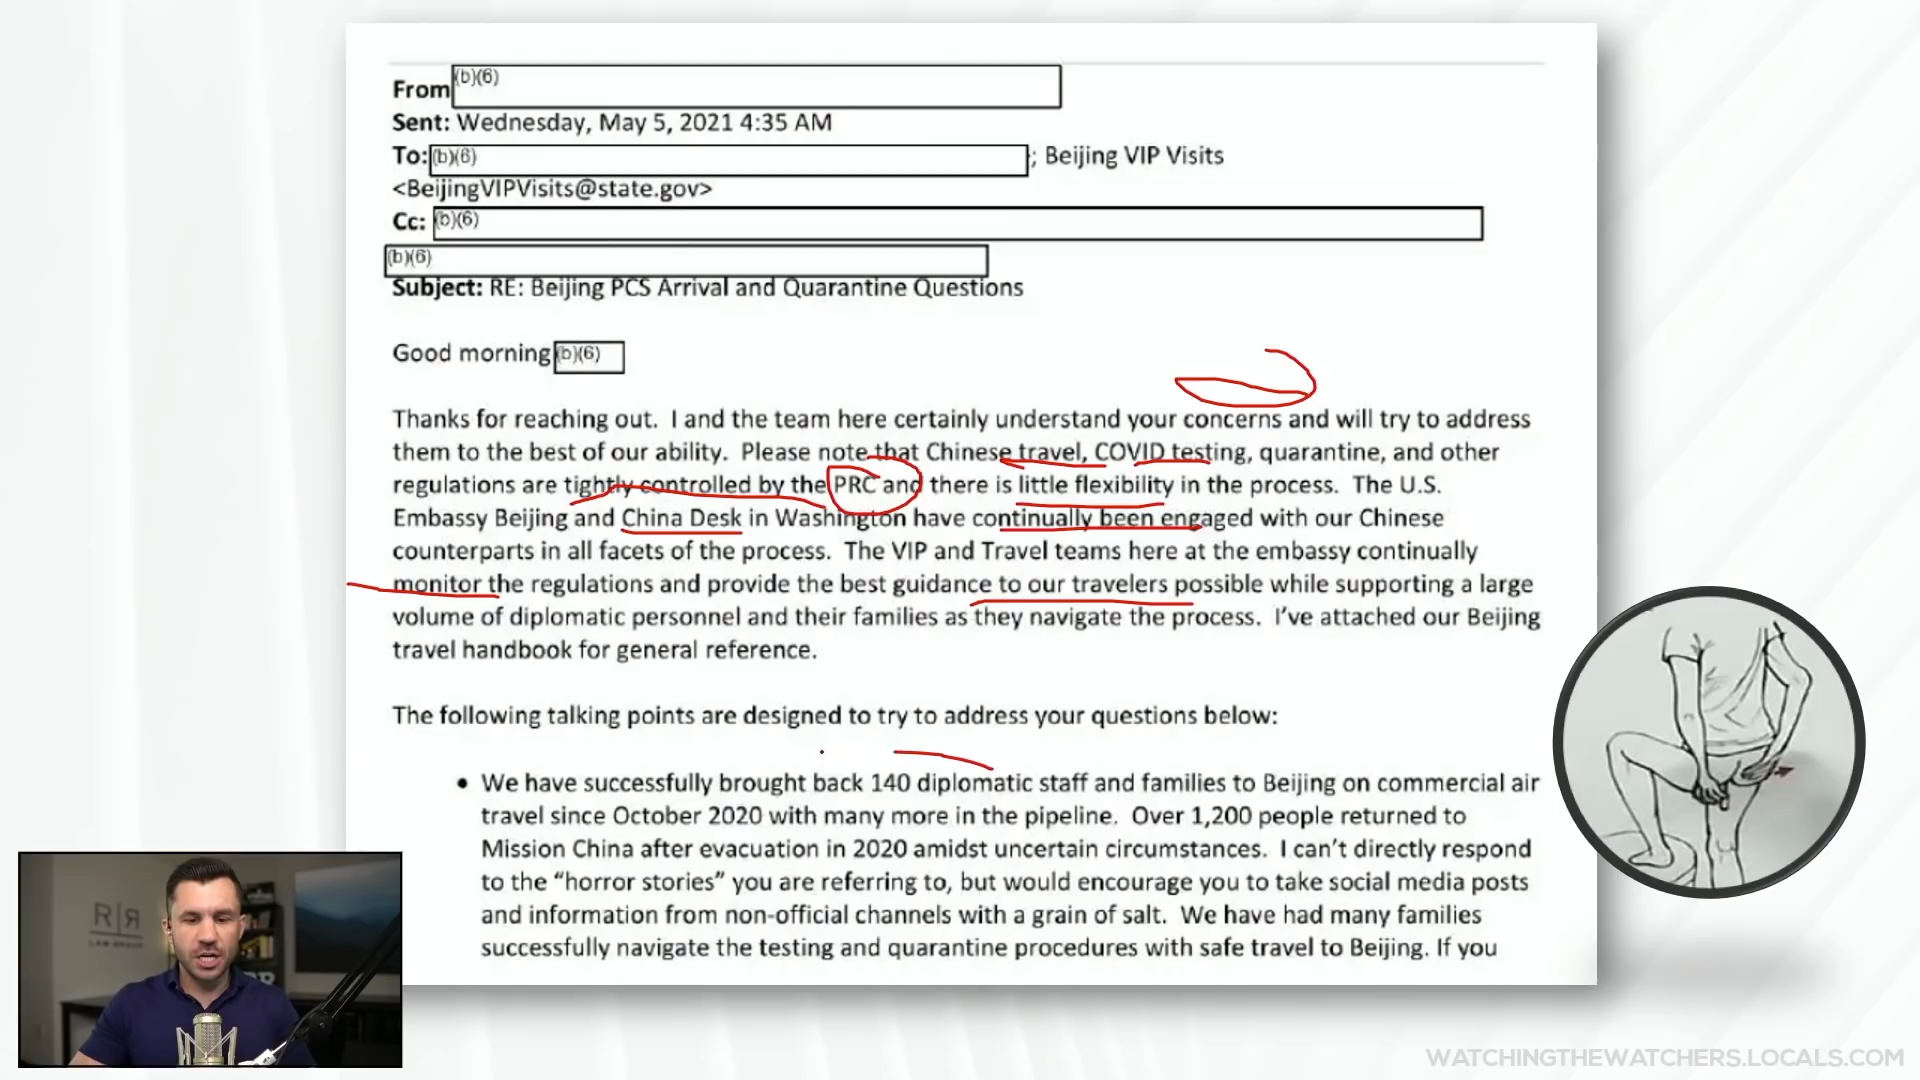 From (b)(6)
Sent: Wednesday, May 5, 2021 4:35 AM
To: (b)(6) ; Beijing VIP Visits
<BeijingVIPVisits@state.gov>
Cc: (b)(6)
(b)(6)
Subject: RE: Beijing PCS Arrival and Quarantine Questions
Good morning (b)(6)
Thanks for reaching out.  I and the team here certainly understand your concerns and will try to address
them to the best of our ability.  Please note that Chinese travel, COVID testing, quarantine, and other
regulations are tightly controlled by the PRC and there is little flexibility in the process.  The U.S.
Embassy Beijing and China Desk in Washington have continually been engaged with our Chinese
counterparts in all facets of the process.  The VIP and Travel teams here at the embassy continually
monitor the regulations and provide the best guidance to our travelers possible while supporting a large
volume of diplomatic personnel and their families as they navigate the process.  I've attached our Beijing
travel handbook for general reference.
The following talking points are designed to try to address your questions below:
• We have successfully brought back 140 diplomatic staff and families to Beijing on commercial air
travel since October 2020 with many more in the pipeline.  Over 1,200 people returned to
Mission China after evacuation in 2020 amidst uncertain circumstances.  I can't directly respond
to the “horror stories” you are referring to, but would encourage you to take social media posts
and information from non-official channels with a grain of salt.  We have had many families
successfully navigate the testing and quarantine procedures with safe travel to Beijing. If you
R|R
LAW GROUP
WATCHINGTHEWATCHERS.LOCALS.COM